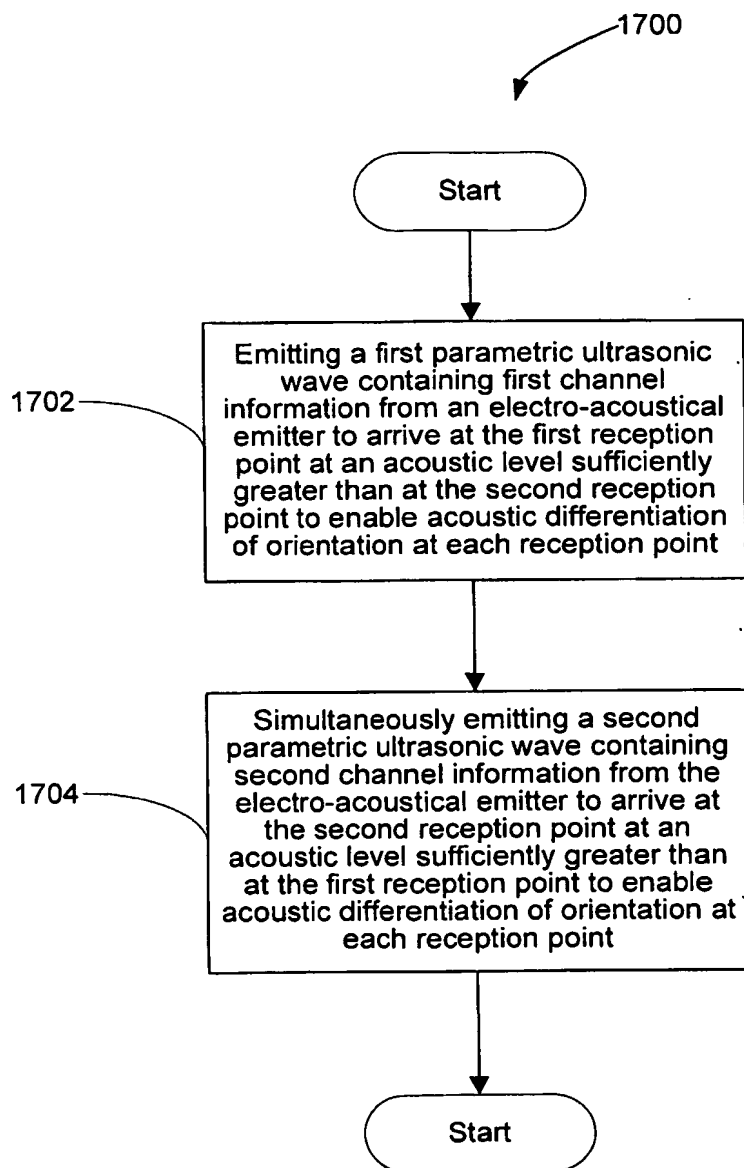 1700
Start
1702
Emitting a first parametric ultrasonic
wave containing first channel
information from an electro-acoustical
emitter to arrive at the first reception
point at an acoustic level sufficiently
greater than at the second reception
point to enable acoustic differentiation
of orientation at each reception point
1704
Simultaneously emitting a second
parametric ultrasonic wave containing
second channel information from the
electro-acoustical emitter to arrive at
the second reception point at an
acoustic level sufficiently greater than
at the first reception point to enable
acoustic differentiation of orientation at
each reception point
Start